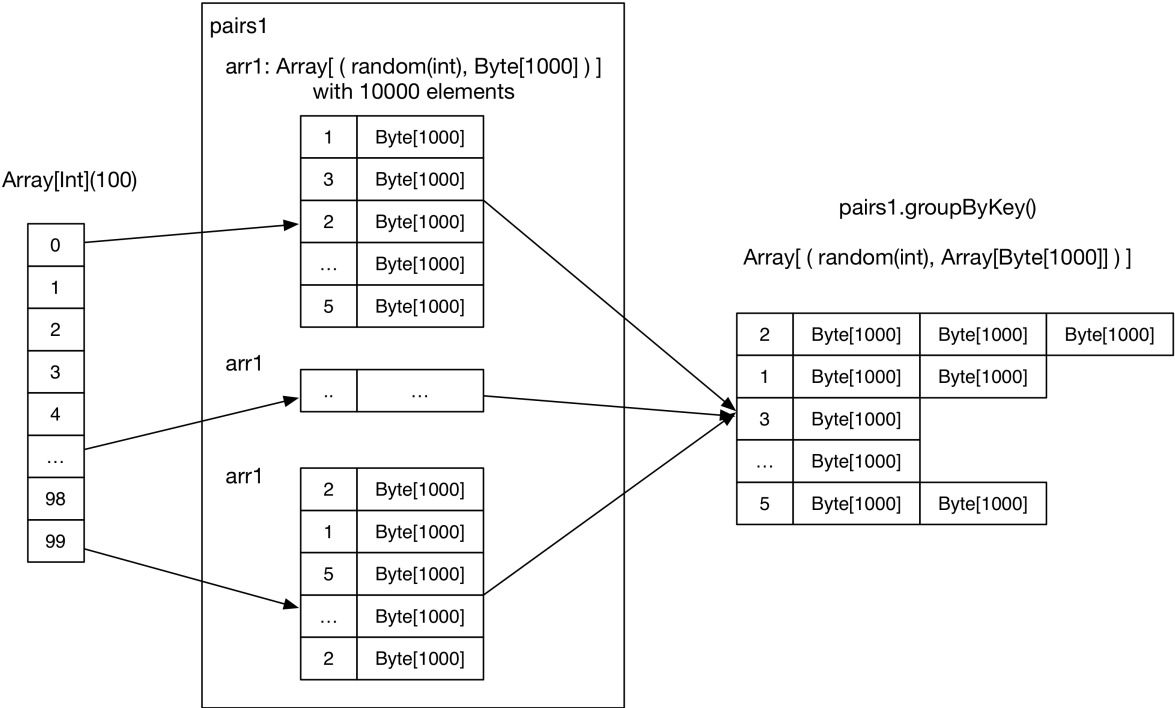 pairs1
arr1: Array[ ( random(int), Byte[1000] ) ]
with 10000 elements
1 Byte[1000]
3 Byte[1000]
2 Byte[1000]
... Byte[1000]
5 Byte[1000]
Array[Int](100)
0
1
2
3
4
...
98
99
arr1
.. ...
arr1
2 Byte[1000]
1 Byte[1000]
5 Byte[1000]
... Byte[1000]
2 Byte[1000]
pairs1.groupByKey()
Array[ ( random(int), Array[Byte[1000]] ) ]
2 Byte[1000] Byte[1000] Byte[1000]
1 Byte[1000] Byte[1000]
3 Byte[1000]
... Byte[1000]
5 Byte[1000] Byte[1000]